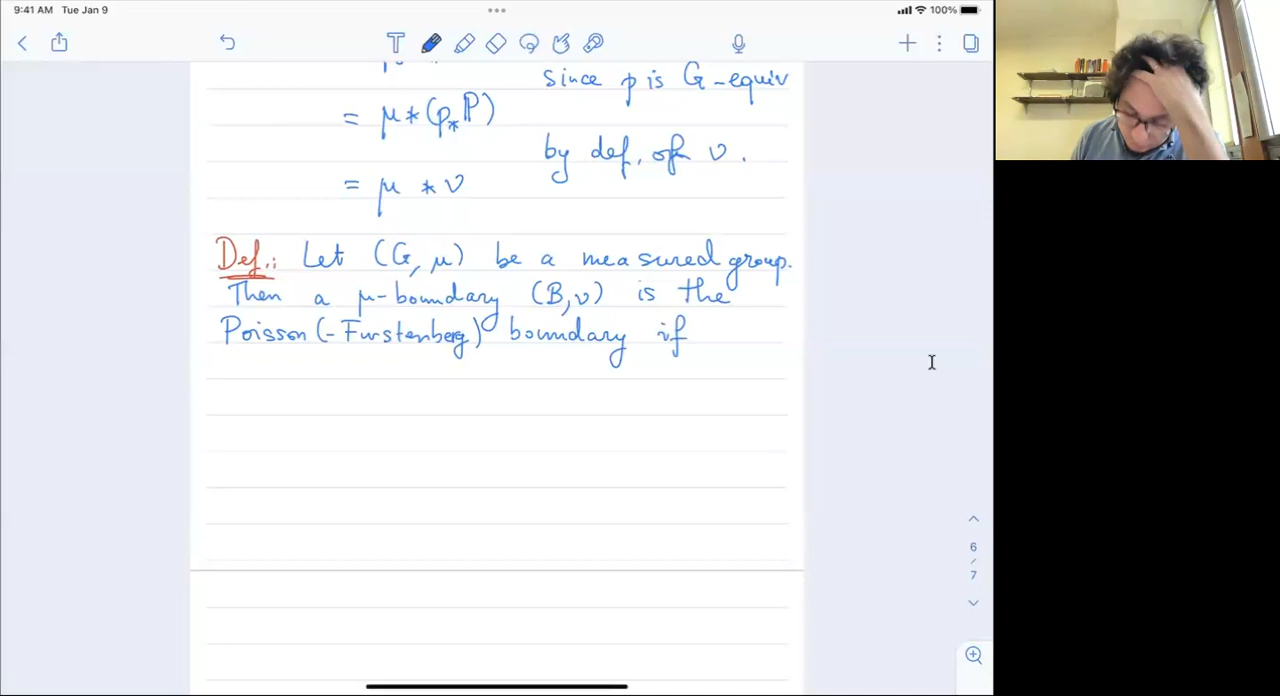 9:41 AM Tue Jan 9
100%
since p is G-equiv
= μ * (p_* ℙ)
by def. of ν.
= μ * ν
Def.: Let (G, μ) be a measured group.
Then a μ-boundary (B, ν) is the
Poisson (-Furstenberg) boundary if
6
/
7